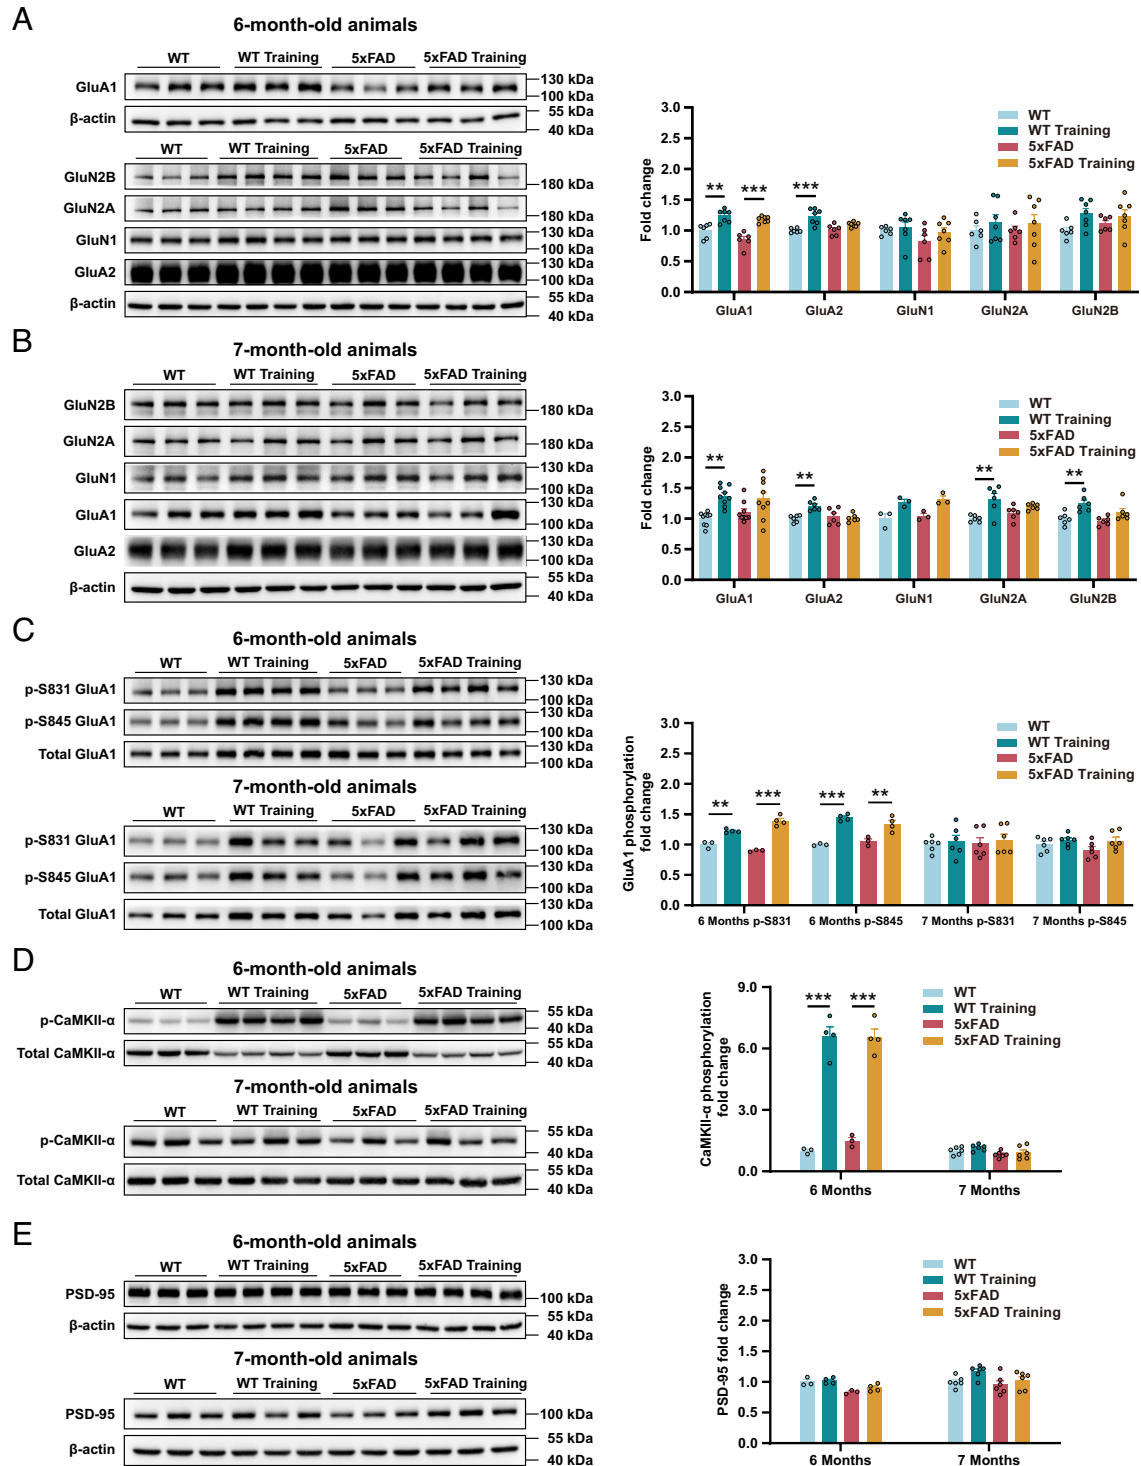 A
6-month-old animals
WT WT Training 5xFAD 5xFAD Training
GluA1 130 kDa
100 kDa
β-actin 55 kDa
40 kDa
WT WT Training 5xFAD 5xFAD Training
GluN2B 180 kDa
GluN2A 180 kDa
GluN1 130 kDa
100 kDa
GluA2 130 kDa
100 kDa
β-actin 55 kDa
40 kDa
Fold change
3.0
2.5
2.0
1.5
1.0
0.5
0.0
WT
WT Training
5xFAD
5xFAD Training
** *** ***
GluA1 GluA2 GluN1 GluN2A GluN2B
B
7-month-old animals
WT WT Training 5xFAD 5xFAD Training
GluN2B 180 kDa
GluN2A 180 kDa
GluN1 130 kDa
100 kDa
GluA1 130 kDa
100 kDa
GluA2 130 kDa
100 kDa
β-actin 55 kDa
40 kDa
Fold change
3.0
2.5
2.0
1.5
1.0
0.5
0.0
WT
WT Training
5xFAD
5xFAD Training
** ** ** **
GluA1 GluA2 GluN1 GluN2A GluN2B
C
6-month-old animals
WT WT Training 5xFAD 5xFAD Training
p-S831 GluA1 130 kDa
100 kDa
p-S845 GluA1 130 kDa
100 kDa
Total GluA1 130 kDa
100 kDa
7-month-old animals
WT WT Training 5xFAD 5xFAD Training
p-S831 GluA1 130 kDa
100 kDa
p-S845 GluA1 130 kDa
100 kDa
Total GluA1 130 kDa
100 kDa
GluA1 phosphorylation
fold change
3.0
2.5
2.0
1.5
1.0
0.5
0.0
WT
WT Training
5xFAD
5xFAD Training
** *** *** **
6 Months p-S831 6 Months p-S845 7 Months p-S831 7 Months p-S845
D
6-month-old animals
WT WT Training 5xFAD 5xFAD Training
p-CaMKII-α 55 kDa
40 kDa
Total CaMKII-α 55 kDa
40 kDa
7-month-old animals
WT WT Training 5xFAD 5xFAD Training
p-CaMKII-α 55 kDa
40 kDa
Total CaMKII-α 55 kDa
40 kDa
CaMKII-α phosphorylation
fold change
9.0
6.0
3.0
0.0
WT
WT Training
5xFAD
5xFAD Training
*** ***
6 Months 7 Months
E
6-month-old animals
WT WT Training 5xFAD 5xFAD Training
PSD-95 100 kDa
β-actin 55 kDa
40 kDa
7-month-old animals
WT WT Training 5xFAD 5xFAD Training
PSD-95 100 kDa
β-actin 55 kDa
40 kDa
PSD-95 fold change
3.0
2.5
2.0
1.5
1.0
0.5
0.0
WT
WT Training
5xFAD
5xFAD Training
6 Months 7 Months